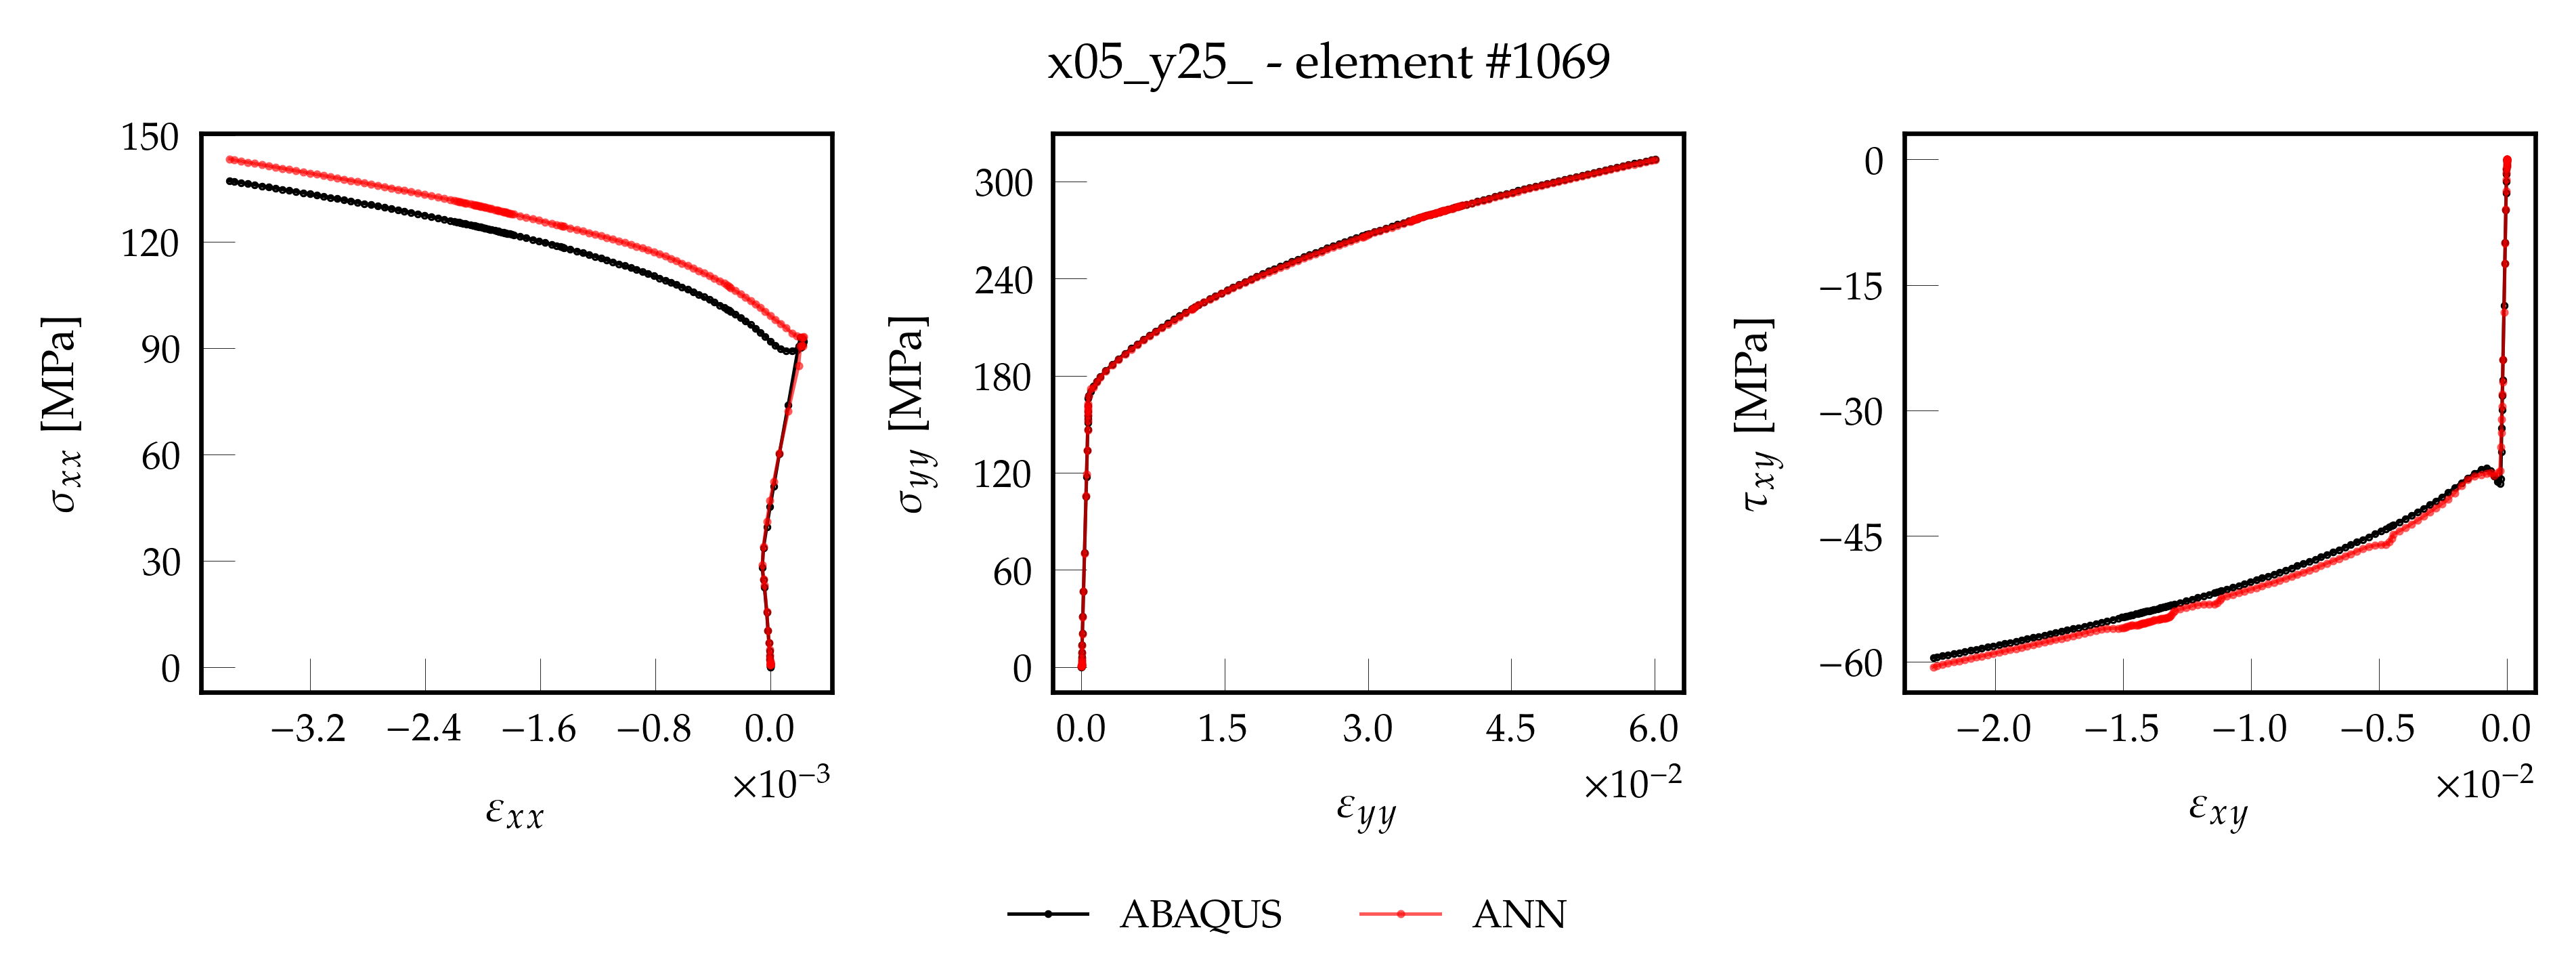 x05_y25_ - element #1069
150
120
90
60
30
0
σxx [MPa]
−3.2 −2.4 −1.6 −0.8 0.0
×10−3
εxx
300
240
180
120
60
0
σyy [MPa]
0.0 1.5 3.0 4.5 6.0
×10−2
εyy
0
−15
−30
−45
−60
τxy [MPa]
−2.0 −1.5 −1.0 −0.5 0.0
×10−2
εxy
ABAQUS ANN